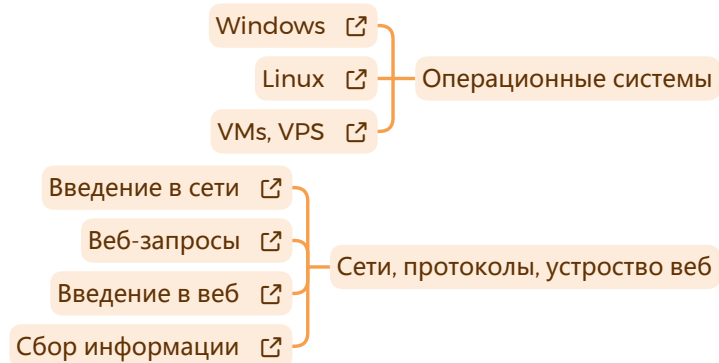 Windows
Linux
Операционные системы
VMs, VPS
Введение в сети
Веб-запросы
Сети, протоколы, устроство веб
Введение в веб
Сбор информации